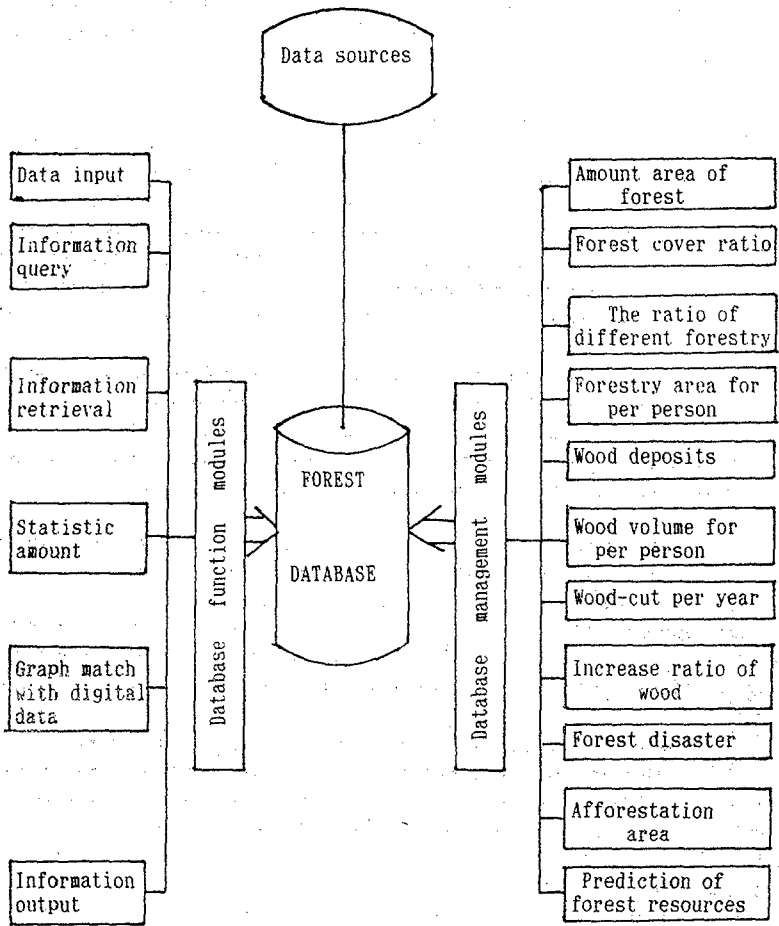 Data sources
Data input
Information
query
Information
retrieval
Statistic
amount
Graph match
with digital
data
Information
output
Database function modules
FOREST
DATABASE
Database management modules
Amount area of
forest
Forest cover ratio
The ratio of
different forestry
Forestry area for
per person
Wood deposits
Wood volume for
per person
Wood-cut per year
Increase ratio of
wood
Forest disaster
Afforestation
area
Prediction of
forest resources